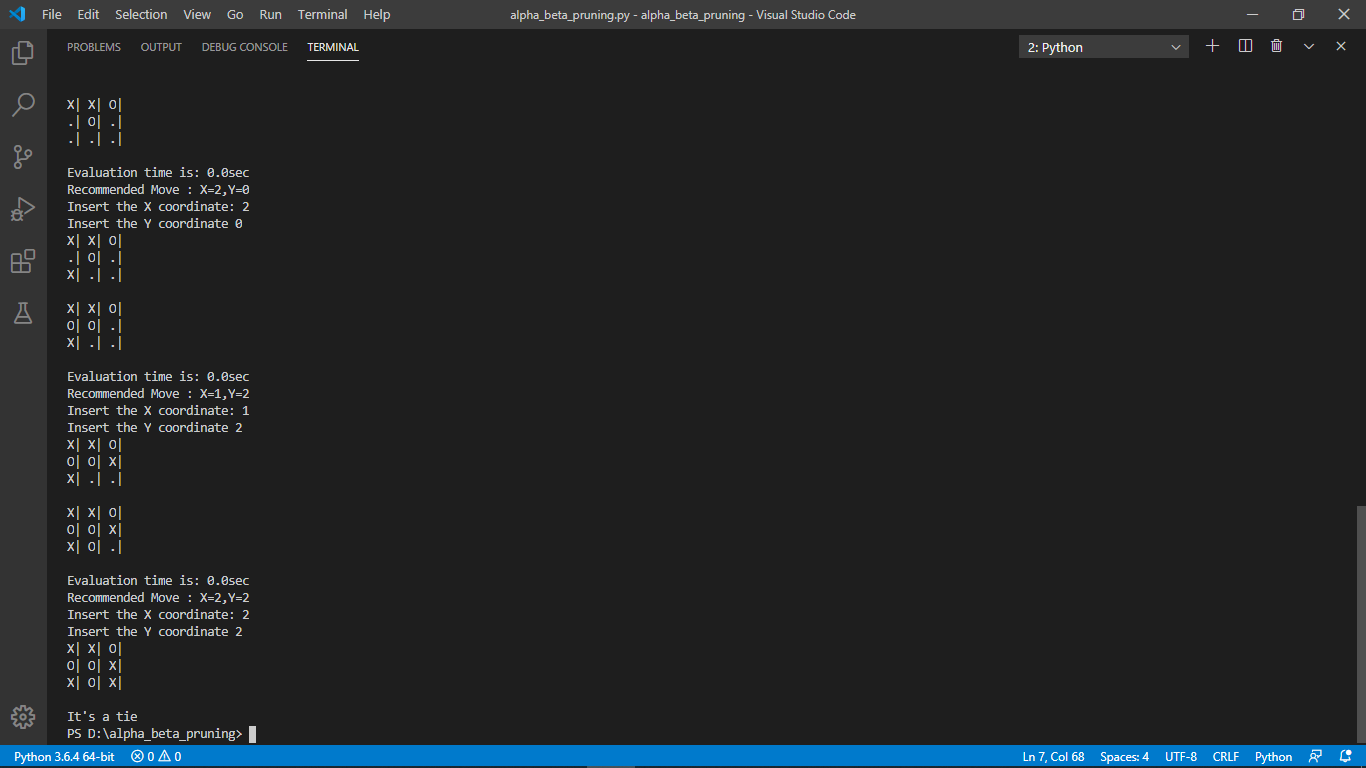 File Edit Selection View Go Run Terminal Help alpha_beta_pruning.py - alpha_beta_pruning - Visual Studio Code
PROBLEMS OUTPUT DEBUG CONSOLE TERMINAL 2: Python
X| X| O|
.| O| .|
.| .| .|
Evaluation time is: 0.0sec
Recommended Move : X=2,Y=0
Insert the X coordinate: 2
Insert the Y coordinate 0
X| X| O|
.| O| .|
X| .| .|
X| X| O|
O| O| .|
X| .| .|
Evaluation time is: 0.0sec
Recommended Move : X=1,Y=2
Insert the X coordinate: 1
Insert the Y coordinate 2
X| X| O|
O| O| X|
X| .| .|
X| X| O|
O| O| X|
X| O| .|
Evaluation time is: 0.0sec
Recommended Move : X=2,Y=2
Insert the X coordinate: 2
Insert the Y coordinate 2
X| X| O|
O| O| X|
X| O| X|
It's a tie
PS D:\alpha_beta_pruning>
Python 3.6.4 64-bit 0 0 Ln 7, Col 68 Spaces: 4 UTF-8 CRLF Python